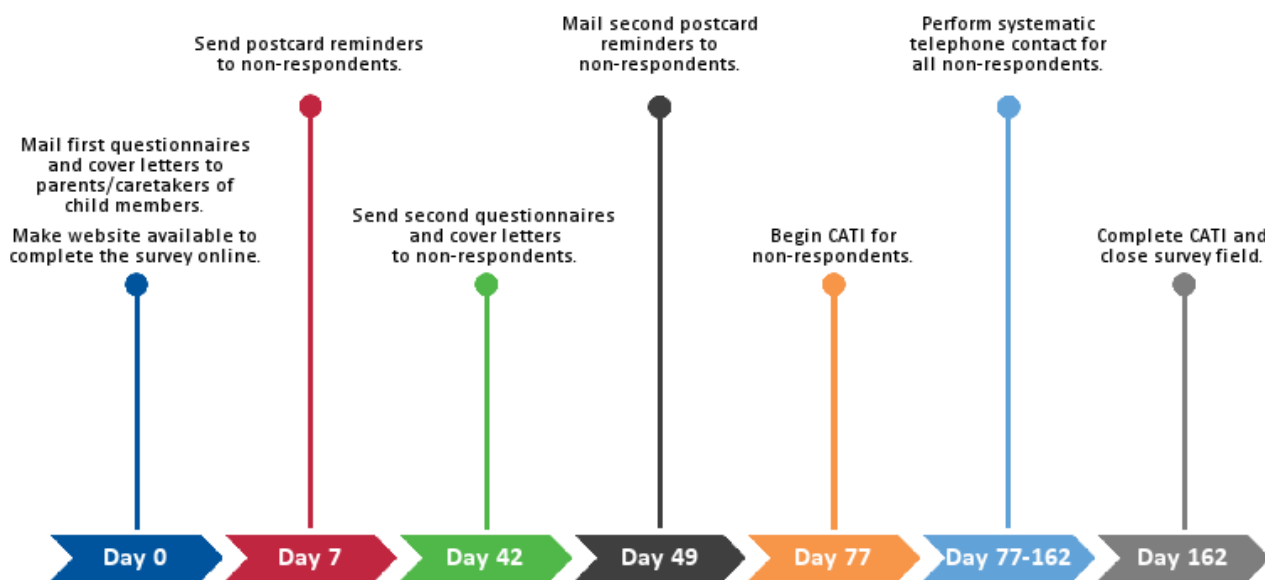 Mail first questionnaires
and cover letters to
parents/caretakers of
child members.
Make website available to
complete the survey online.
Send postcard reminders
to non-respondents.
Send second questionnaires
and cover letters
to non-respondents.
Mail second postcard
reminders to
non-respondents.
Begin CATI for
non-respondents.
Perform systematic
telephone contact for
all non-respondents.
Complete CATI and
close survey field.
Day 0
Day 7
Day 42
Day 49
Day 77
Day 77-162
Day 162